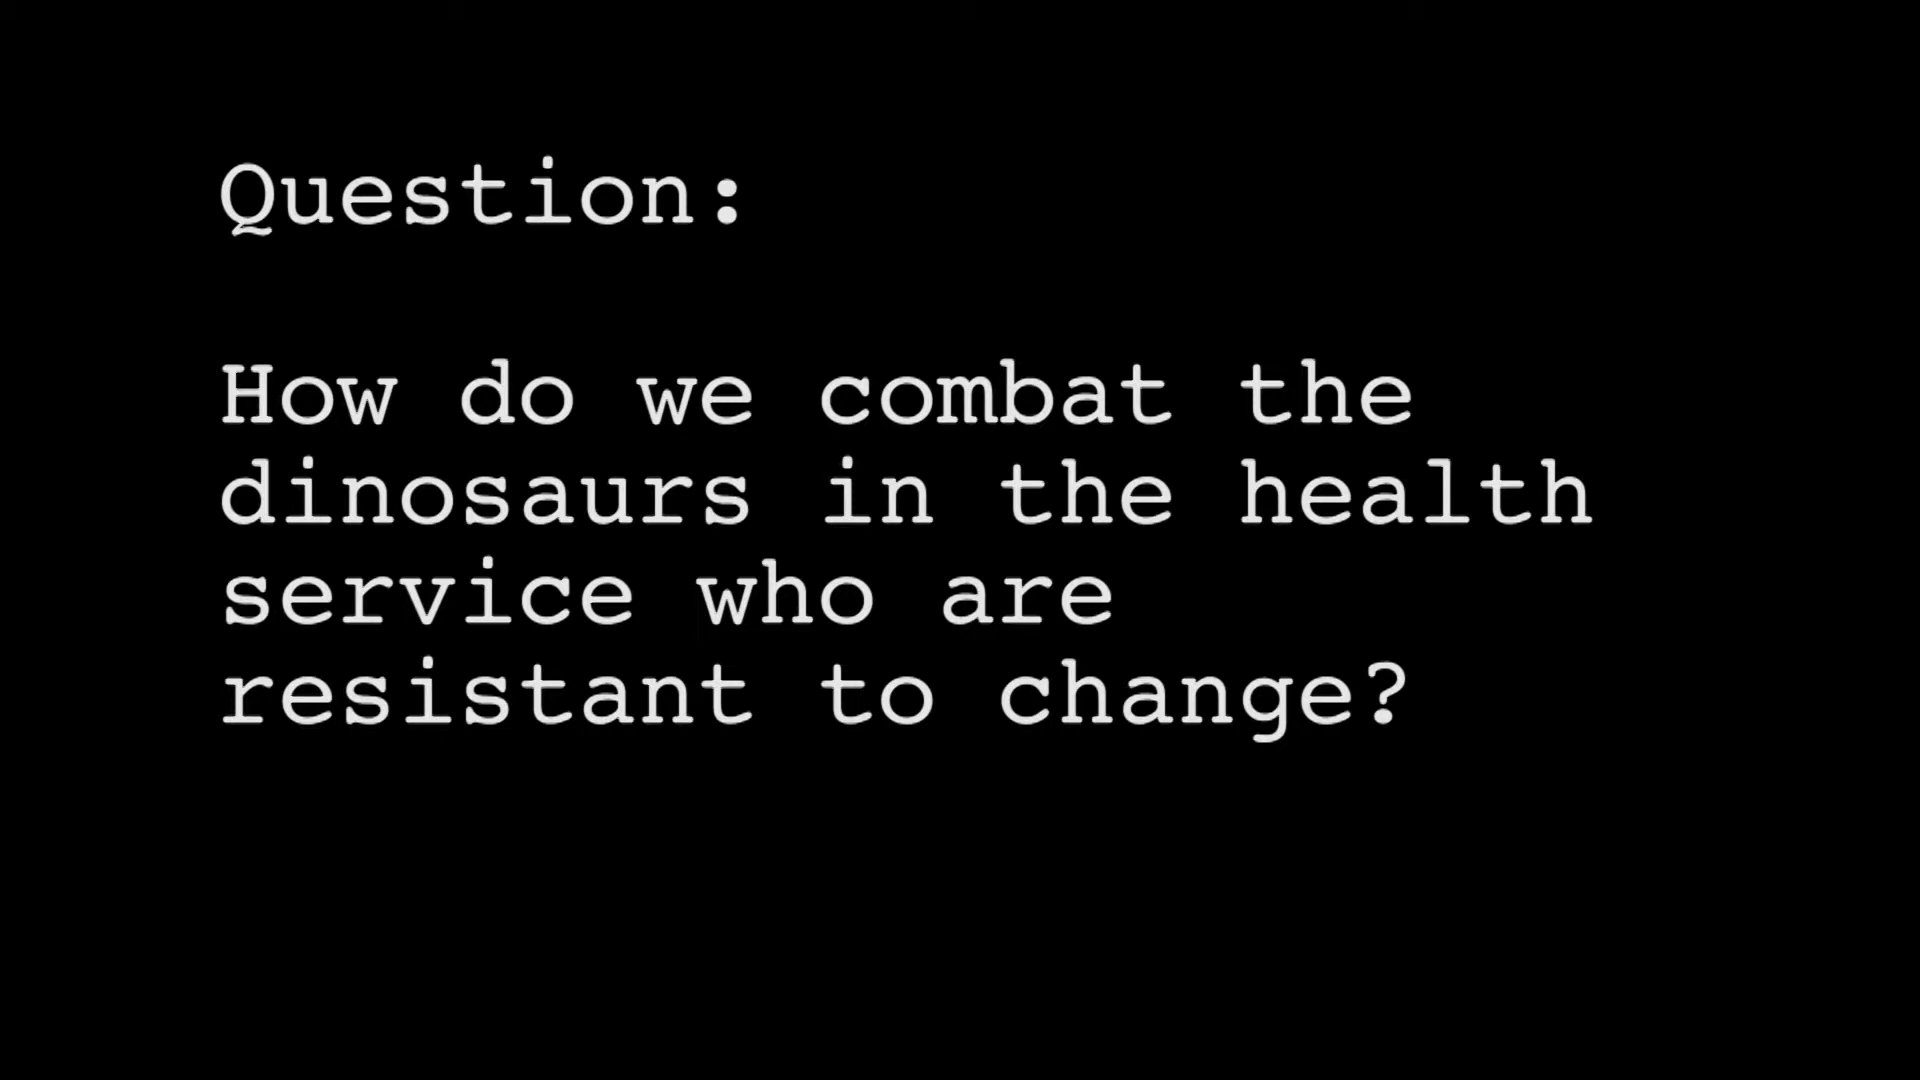 Question:
How do we combat the
dinosaurs in the health
service who are
resistant to change?